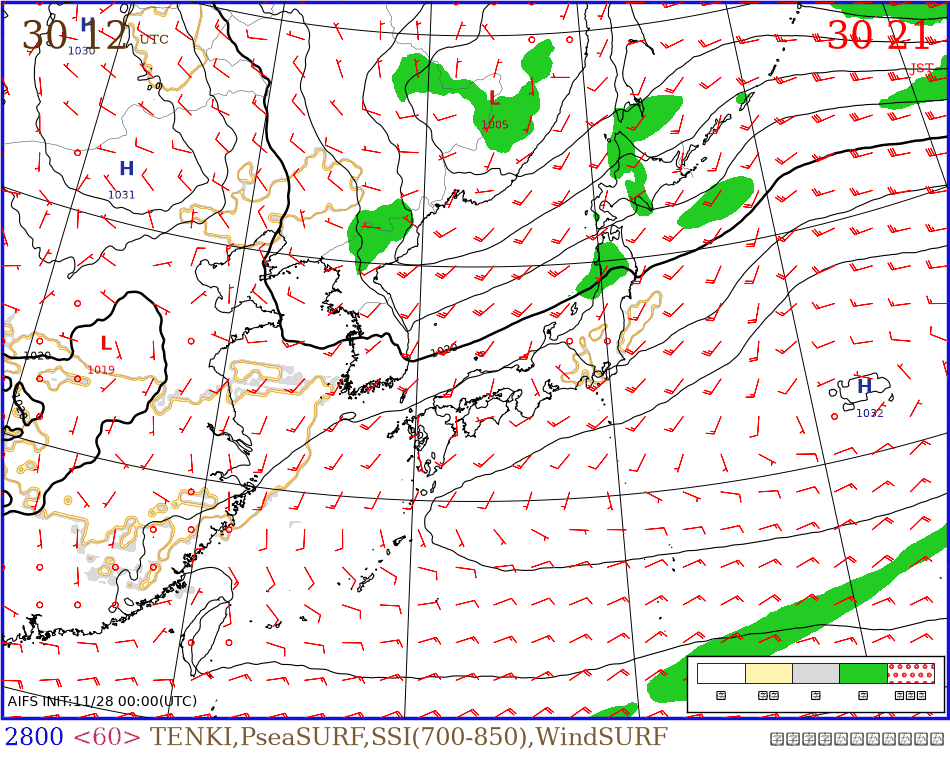 30 12 UTC
30 21 JST
H
1030
L
1005
H
1031
1020
1020
L
1019
H
1032
AIFS INIT:11/28 00:00(UTC)
2800 <60> TENKI,PseaSURF,SSI(700-850),WindSURF